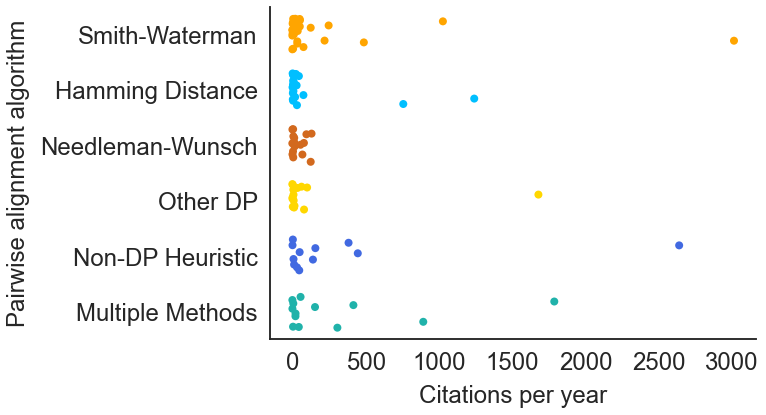 Pairwise alignment algorithm
Smith-Waterman
Hamming Distance
Needleman-Wunsch
Other DP
Non-DP Heuristic
Multiple Methods
0 500 1000 1500 2000 2500 3000
Citations per year